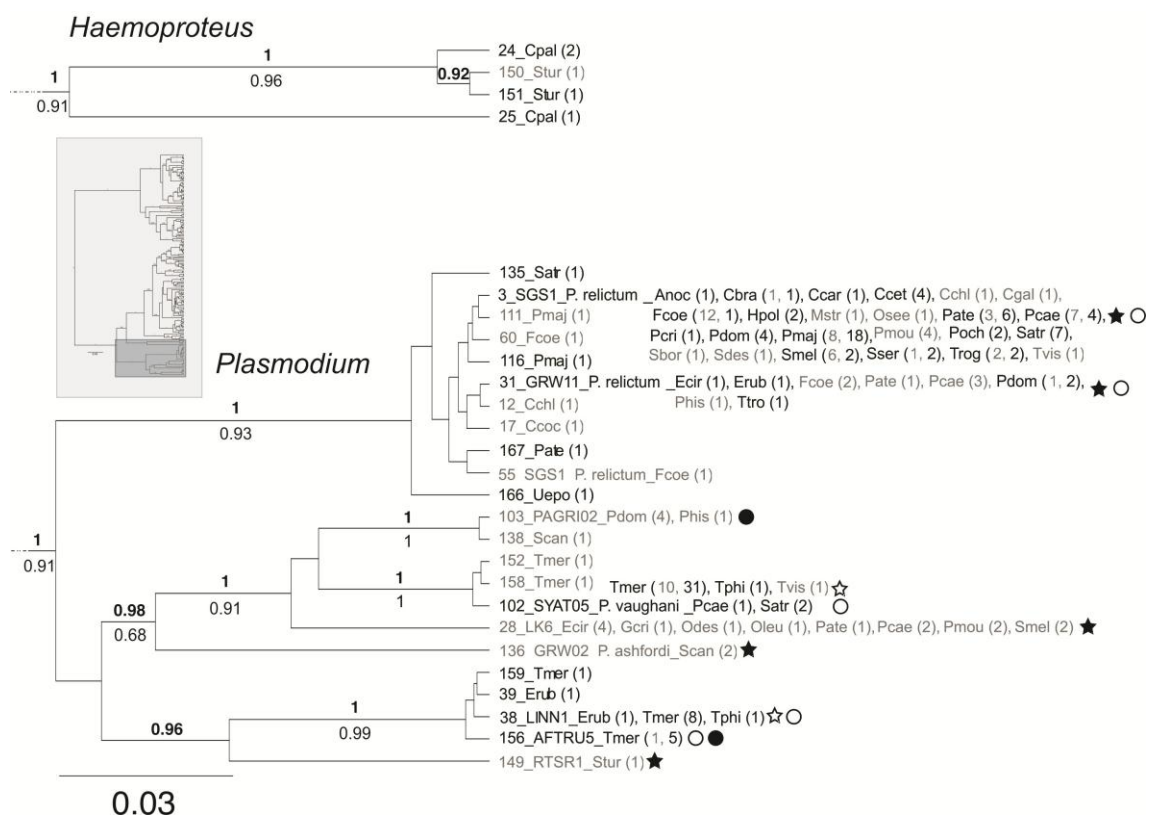 Haemoproteus
1
0.96
1
0.91
0.92
24_Cpal (2)
150_Stur (1)
151_Stur (1)
25_Cpal (1)
Plasmodium
135_Satr (1)
3_SGS1_P. relictum _Anoc (1), Cbra (1, 1), Ccar (1), Ccet (4), Cchl (1), Cgal (1),
111_Pmaj (1) Fcoe (12, 1), Hpol (2), Mstr (1), Osee (1), Pate (3, 6), Pcae (7, 4),
60_Fcoe (1) Pcri (1), Pdom (4), Pmaj (8, 18), Pmou (4), Poch (2), Satr (7),
116_Pmaj (1) Sbor (1), Sdes (1), Smel (6, 2), Sser (1, 2), Trog (2, 2), Tvis (1)
31_GRW11_P. relictum _Ecir (1), Erub (1), Fcoe (2), Pate (1), Pcae (3), Pdom (1, 2),
12_Cchl (1) Phis (1), Ttro (1)
17_Ccoc (1)
1
0.93
167_Pate (1)
55 SGS1 P. relictum_Fcoe (1)
166_Uepo (1)
1
1
103_PAGRI02_Pdom (4), Phis (1)
138_Scan (1)
1
0.91
152_Tmer (1)
158_Tmer (1) Tmer (10, 31), Tphi (1), Tvis (1)
1
1
102_SYAT05_P. vaughani _Pcae (1), Satr (2)
1
0.91
28_LK6_Ecir (4), Gcri (1), Odes (1), Oleu (1), Pate (1), Pcae (2), Pmou (2), Smel (2)
0.98
0.68
136 GRW02 P. ashfordi_Scan (2)
159_Tmer (1)
39_Erub (1)
1
0.99
38_LINN1_Erub (1), Tmer (8), Tphi (1)
0.96
156_AFTRU5_Tmer (1, 5)
149_RTSR1_Stur (1)
0.03